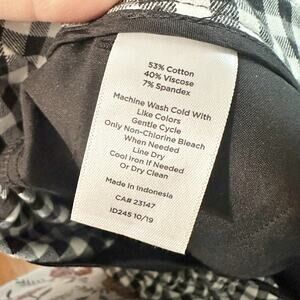 53% Cotton
40% Viscose
7% Spandex
Machine Wash Cold With
Like Colors
Gentle Cycle
Only Non-Chlorine Bleach
When Needed
Line Dry
Cool Iron If Needed
Or Dry Clean
Made in Indonesia
CA# 23147
ID245 10/19